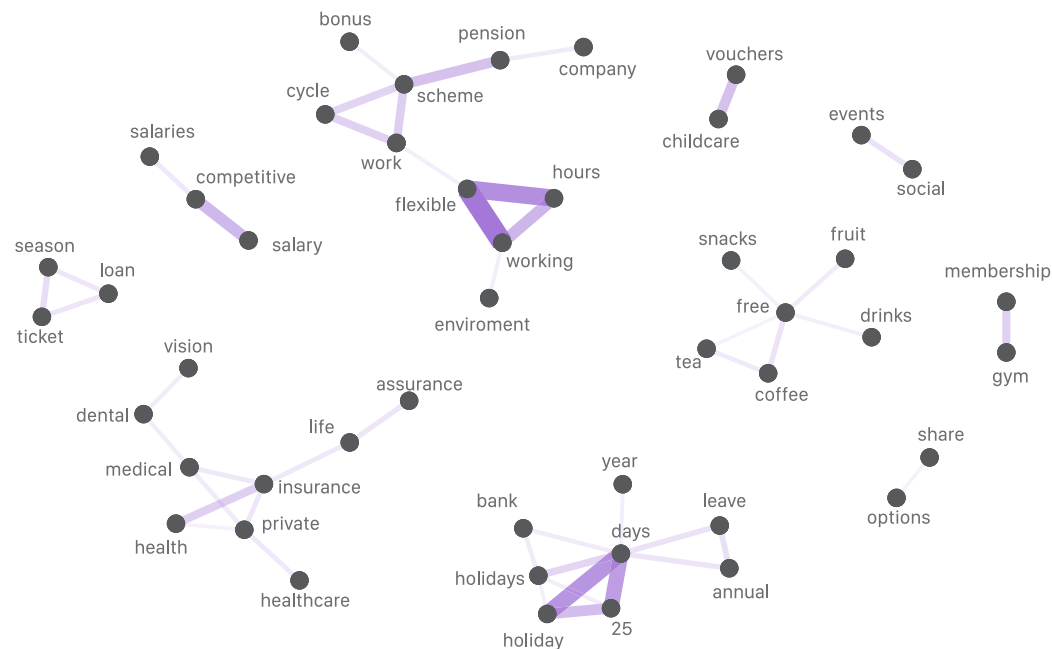 bonus
pension
company
vouchers
cycle
scheme
childcare
events
salaries
work
competitive
hours
social
flexible
season
salary
working
snacks
fruit
loan
membership
enviroment
free
drinks
ticket
vision
tea
gym
coffee
assurance
dental
life
share
medical
year
insurance
bank
leave
options
private
days
health
holidays
annual
healthcare
25
holiday